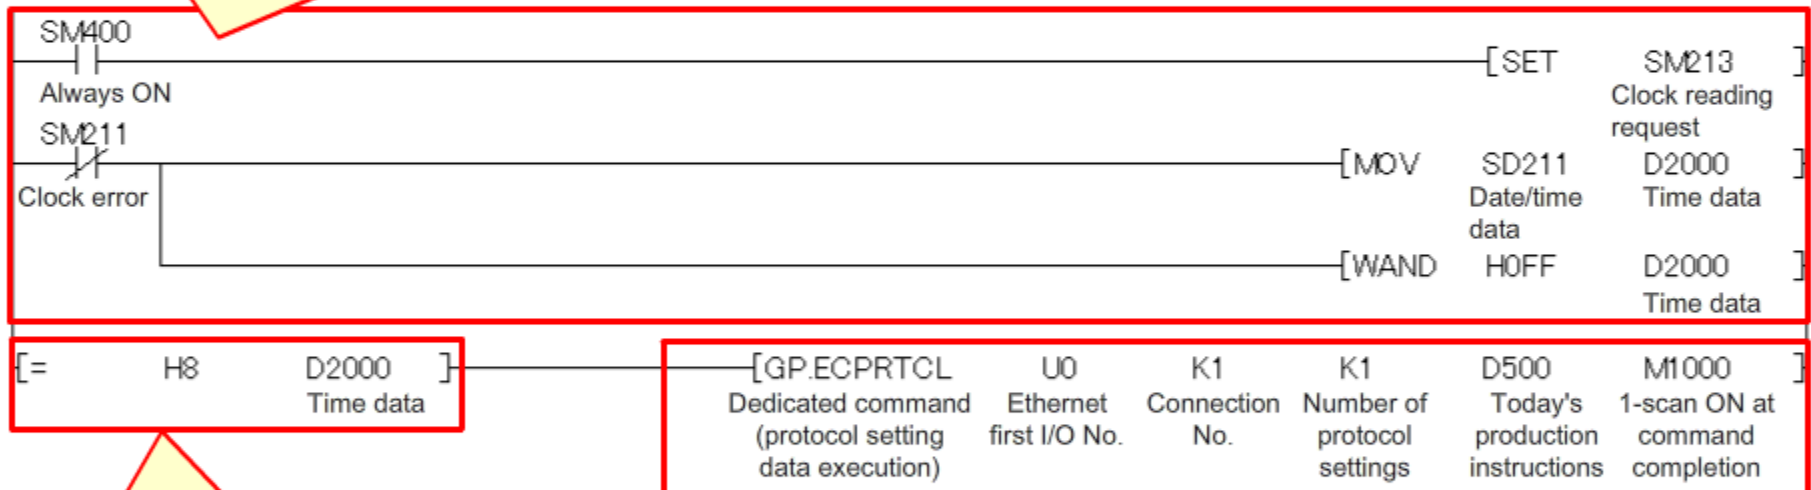 SM400
[SET SM213 ]
Always ON
Clock reading
request
SM211
[MOV SD211 D2000 ]
Clock error
Date/time
data
Time data
[WAND H0FF D2000 ]
Time data
[= H8 D2000 ]
Time data
[GP.ECPRTCL U0 K1 K1 D500 M1000 ]
Dedicated command
(protocol setting
data execution)
Ethernet
first I/O No.
Connection
No.
Number of
protocol
settings
Today's
production
instructions
1-scan ON at
command
completion